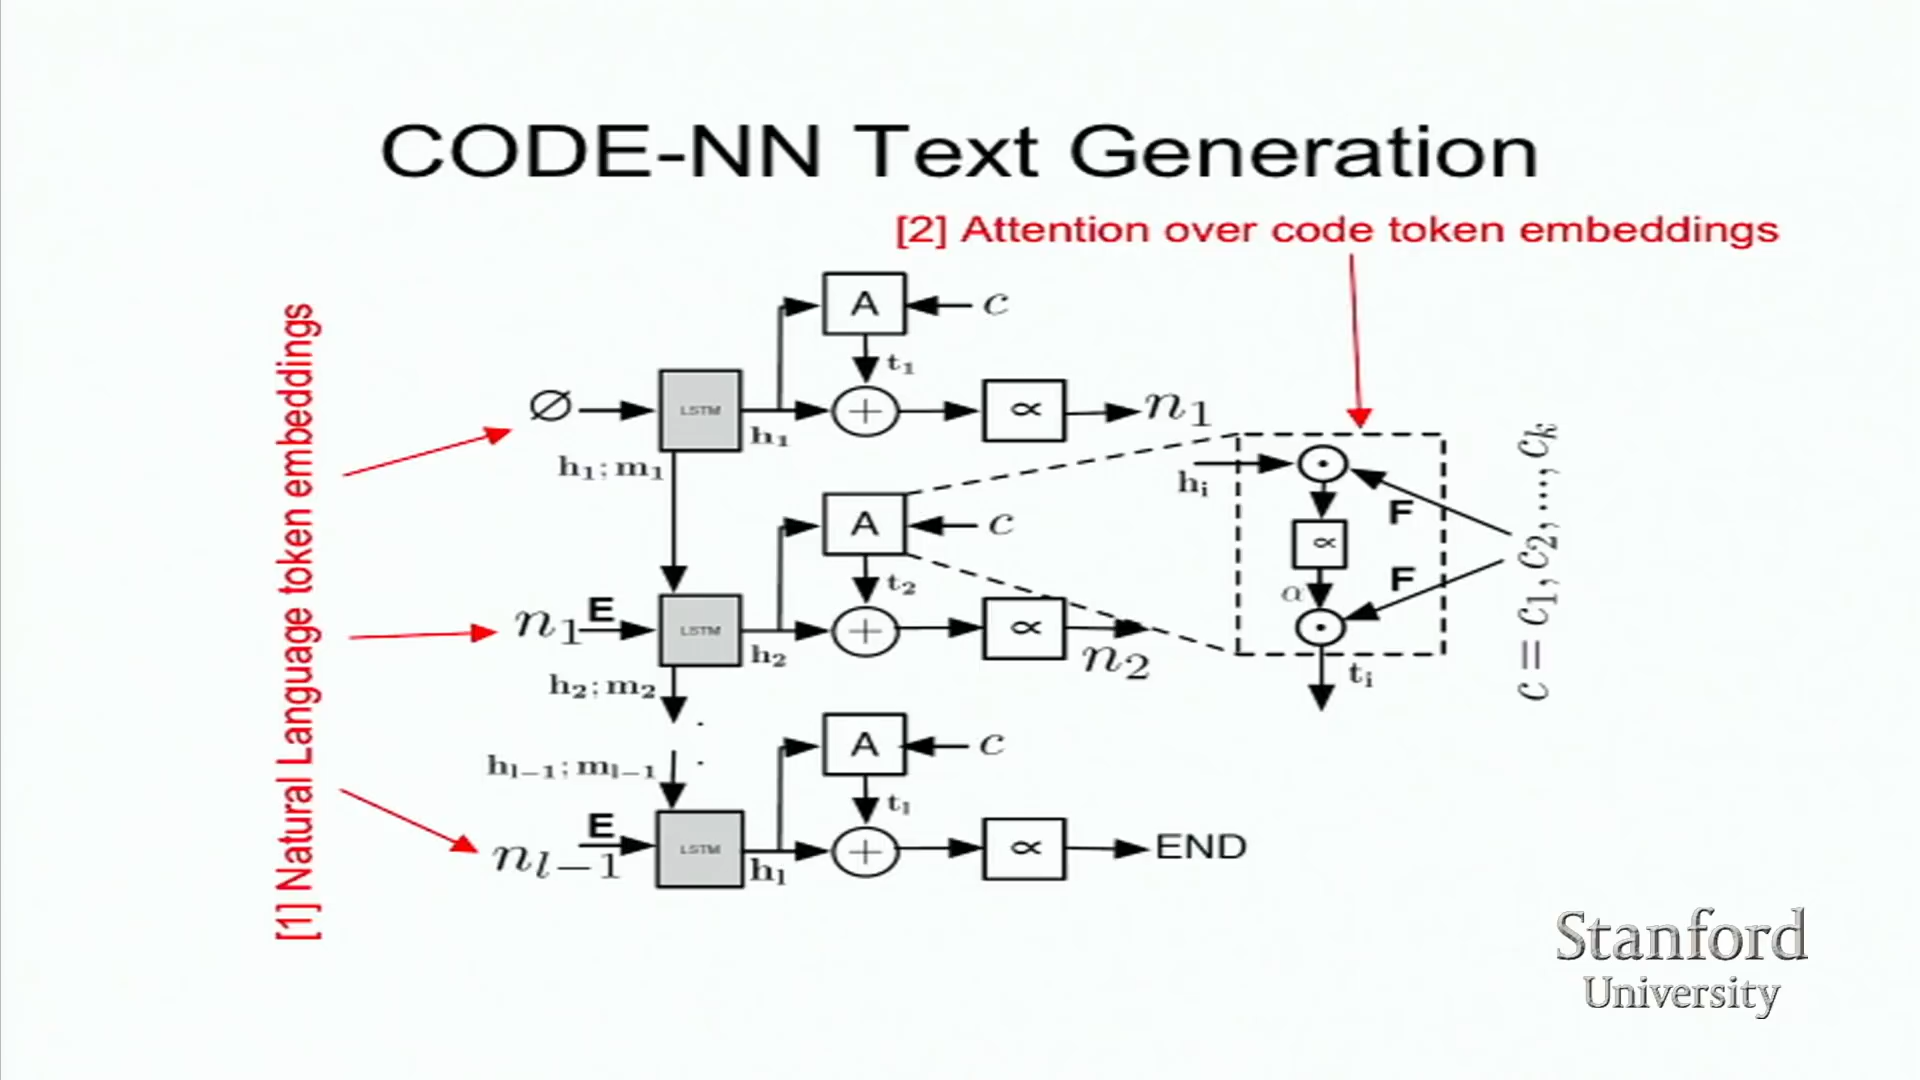 CODE-NN Text Generation
[2] Attention over code token embeddings
[1] Natural Language token embeddings
A
c
t₁
∅
LSTM
h₁
+
∝
n₁
h₁; m₁
A
c
t₂
n₁
E
LSTM
h₂
+
∝
n₂
h₂; m₂
hᵢ
F
∝
α
F
tᵢ
c = c₁, c₂, ..., cₖ
A
c
hₗ₋₁; mₗ₋₁
tₗ
E
nₗ₋₁
LSTM
hₗ
+
∝
END
Stanford
University